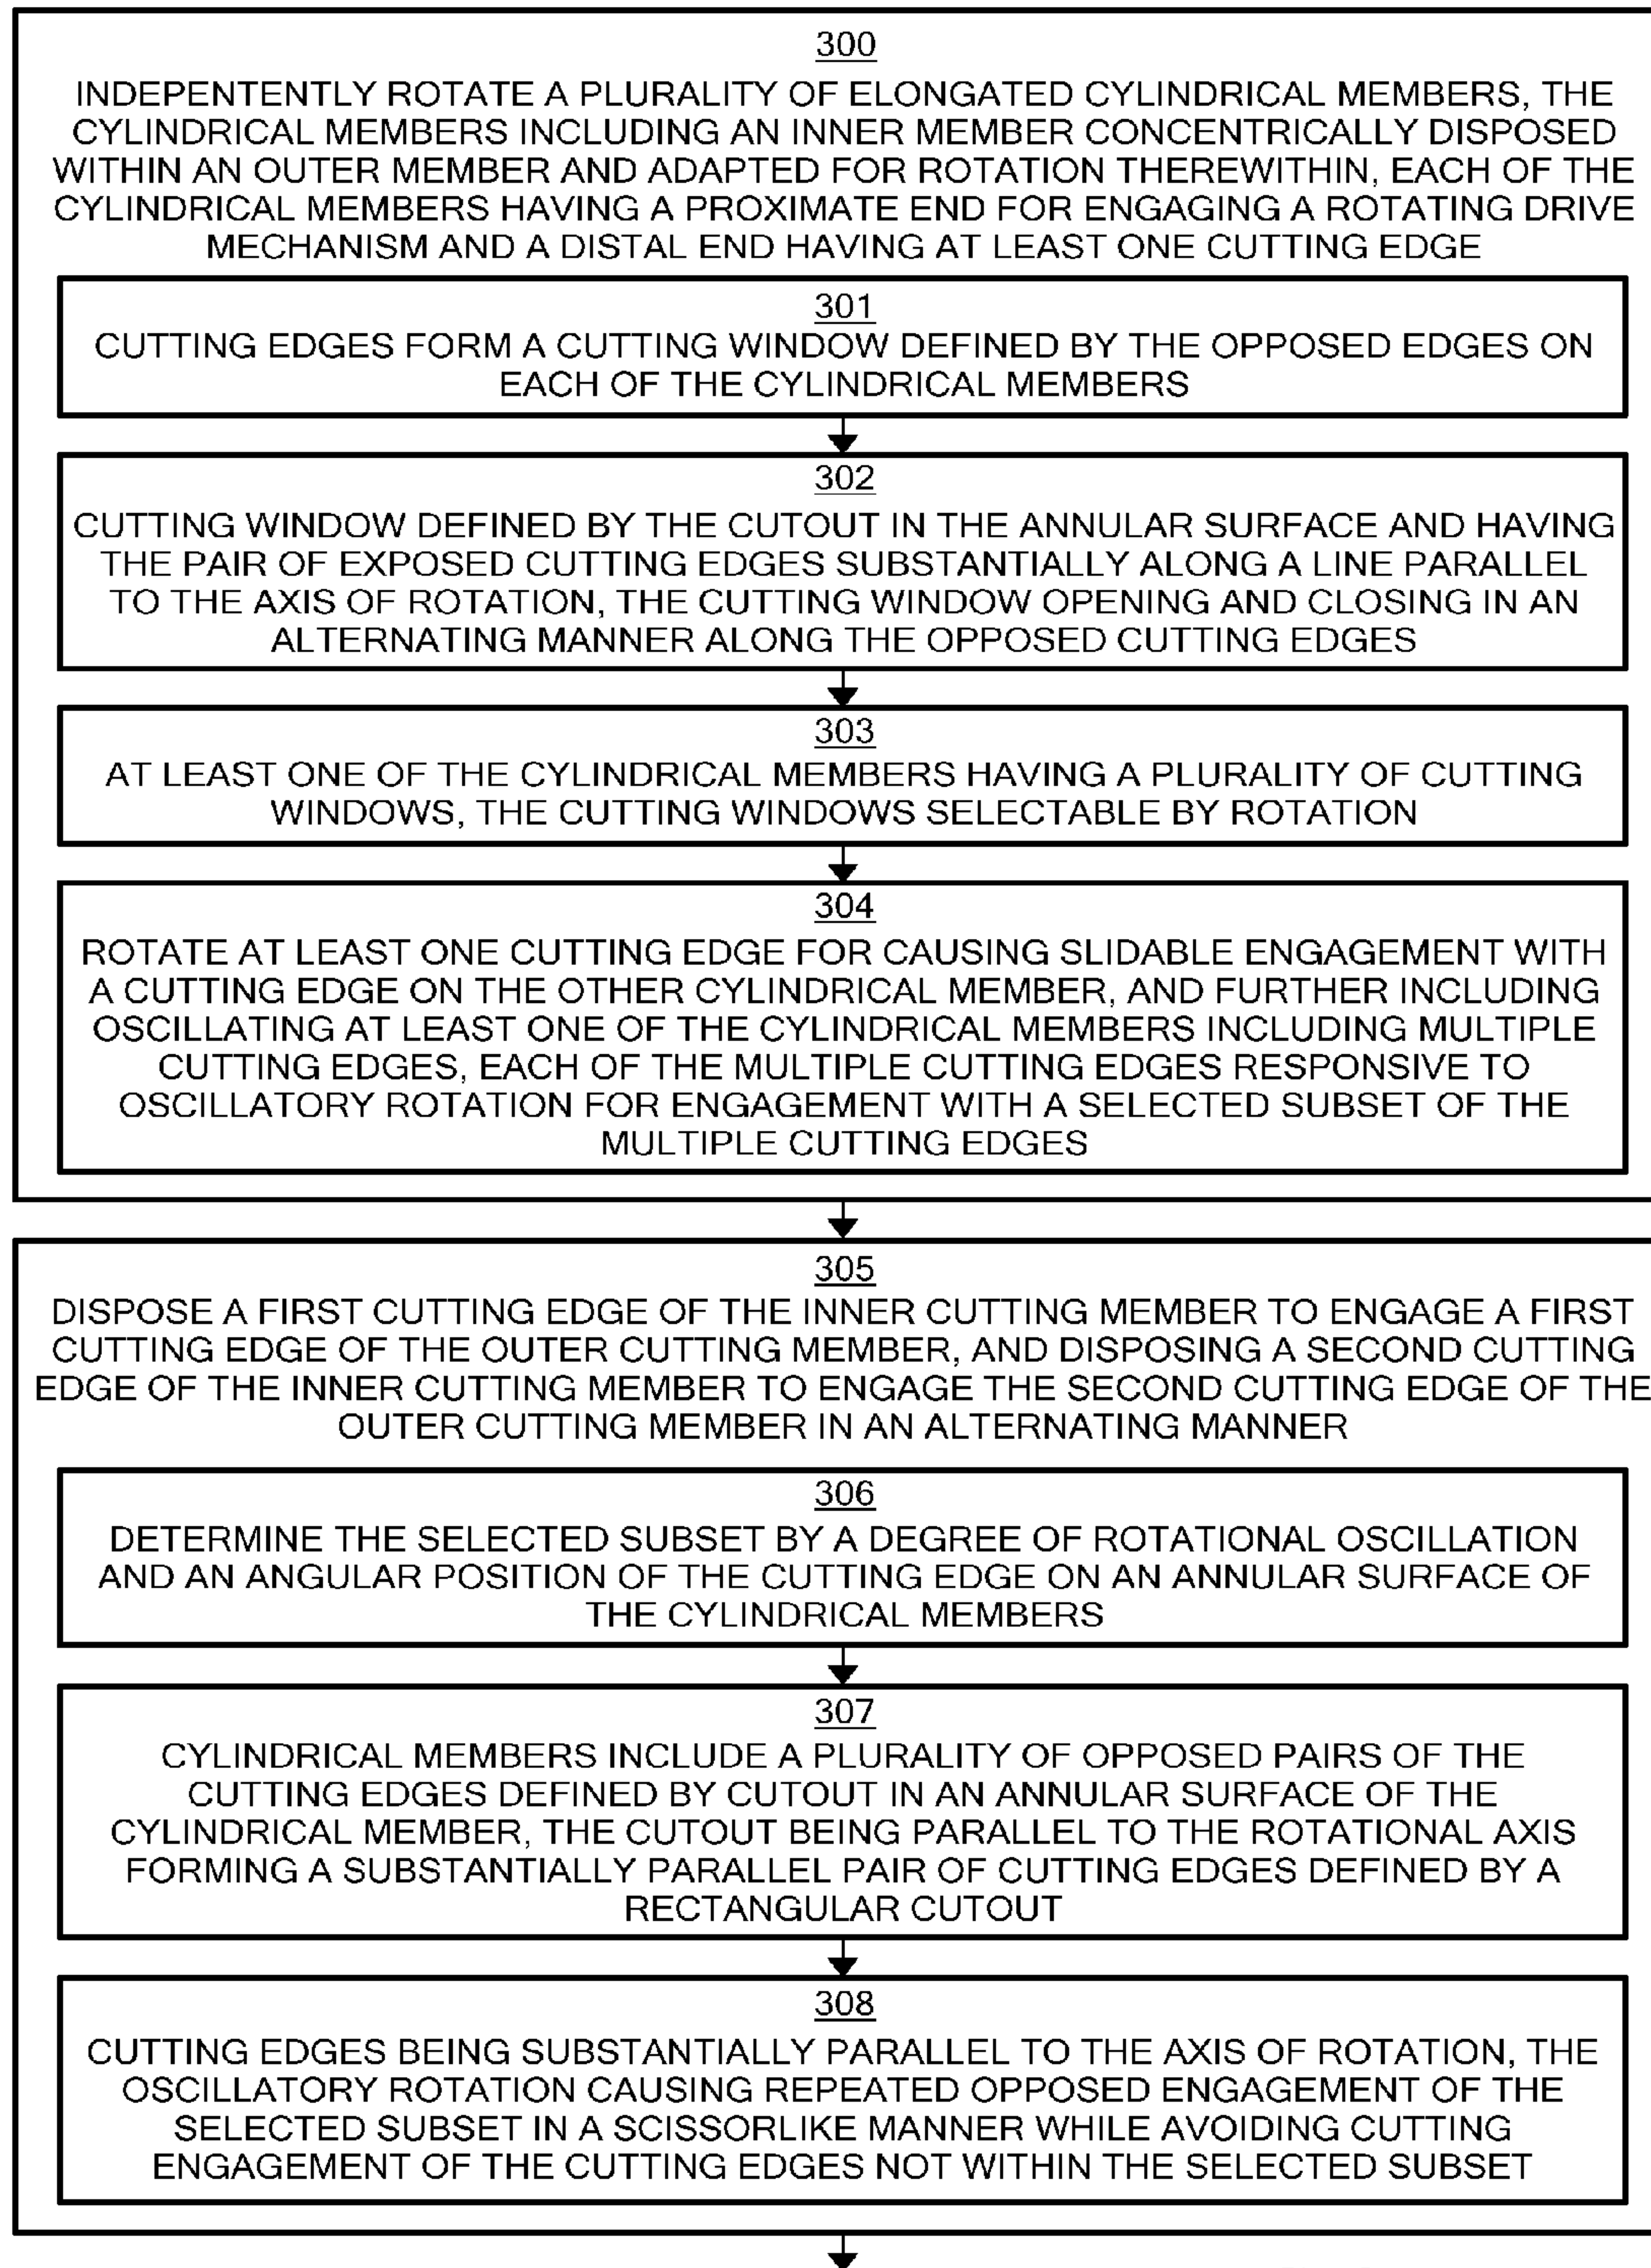 300
INDEPENTENTLY ROTATE A PLURALITY OF ELONGATED CYLINDRICAL MEMBERS, THE
CYLINDRICAL MEMBERS INCLUDING AN INNER MEMBER CONCENTRICALLY DISPOSED
WITHIN AN OUTER MEMBER AND ADAPTED FOR ROTATION THEREWITHIN, EACH OF THE
CYLINDRICAL MEMBERS HAVING A PROXIMATE END FOR ENGAGING A ROTATING DRIVE
MECHANISM AND A DISTAL END HAVING AT LEAST ONE CUTTING EDGE
301
CUTTING EDGES FORM A CUTTING WINDOW DEFINED BY THE OPPOSED EDGES ON
EACH OF THE CYLINDRICAL MEMBERS
302
CUTTING WINDOW DEFINED BY THE CUTOUT IN THE ANNULAR SURFACE AND HAVING
THE PAIR OF EXPOSED CUTTING EDGES SUBSTANTIALLY ALONG A LINE PARALLEL
TO THE AXIS OF ROTATION, THE CUTTING WINDOW OPENING AND CLOSING IN AN
ALTERNATING MANNER ALONG THE OPPOSED CUTTING EDGES
303
AT LEAST ONE OF THE CYLINDRICAL MEMBERS HAVING A PLURALITY OF CUTTING
WINDOWS, THE CUTTING WINDOWS SELECTABLE BY ROTATION
304
ROTATE AT LEAST ONE CUTTING EDGE FOR CAUSING SLIDABLE ENGAGEMENT WITH
A CUTTING EDGE ON THE OTHER CYLINDRICAL MEMBER, AND FURTHER INCLUDING
OSCILLATING AT LEAST ONE OF THE CYLINDRICAL MEMBERS INCLUDING MULTIPLE
CUTTING EDGES, EACH OF THE MULTIPLE CUTTING EDGES RESPONSIVE TO
OSCILLATORY ROTATION FOR ENGAGEMENT WITH A SELECTED SUBSET OF THE
MULTIPLE CUTTING EDGES
305
DISPOSE A FIRST CUTTING EDGE OF THE INNER CUTTING MEMBER TO ENGAGE A FIRST
CUTTING EDGE OF THE OUTER CUTTING MEMBER, AND DISPOSING A SECOND CUTTING
EDGE OF THE INNER CUTTING MEMBER TO ENGAGE THE SECOND CUTTING EDGE OF THE
OUTER CUTTING MEMBER IN AN ALTERNATING MANNER
306
DETERMINE THE SELECTED SUBSET BY A DEGREE OF ROTATIONAL OSCILLATION
AND AN ANGULAR POSITION OF THE CUTTING EDGE ON AN ANNULAR SURFACE OF
THE CYLINDRICAL MEMBERS
307
CYLINDRICAL MEMBERS INCLUDE A PLURALITY OF OPPOSED PAIRS OF THE
CUTTING EDGES DEFINED BY CUTOUT IN AN ANNULAR SURFACE OF THE
CYLINDRICAL MEMBER, THE CUTOUT BEING PARALLEL TO THE ROTATIONAL AXIS
FORMING A SUBSTANTIALLY PARALLEL PAIR OF CUTTING EDGES DEFINED BY A
RECTANGULAR CUTOUT
308
CUTTING EDGES BEING SUBSTANTIALLY PARALLEL TO THE AXIS OF ROTATION, THE
OSCILLATORY ROTATION CAUSING REPEATED OPPOSED ENGAGEMENT OF THE
SELECTED SUBSET IN A SCISSORLIKE MANNER WHILE AVOIDING CUTTING
ENGAGEMENT OF THE CUTTING EDGES NOT WITHIN THE SELECTED SUBSET